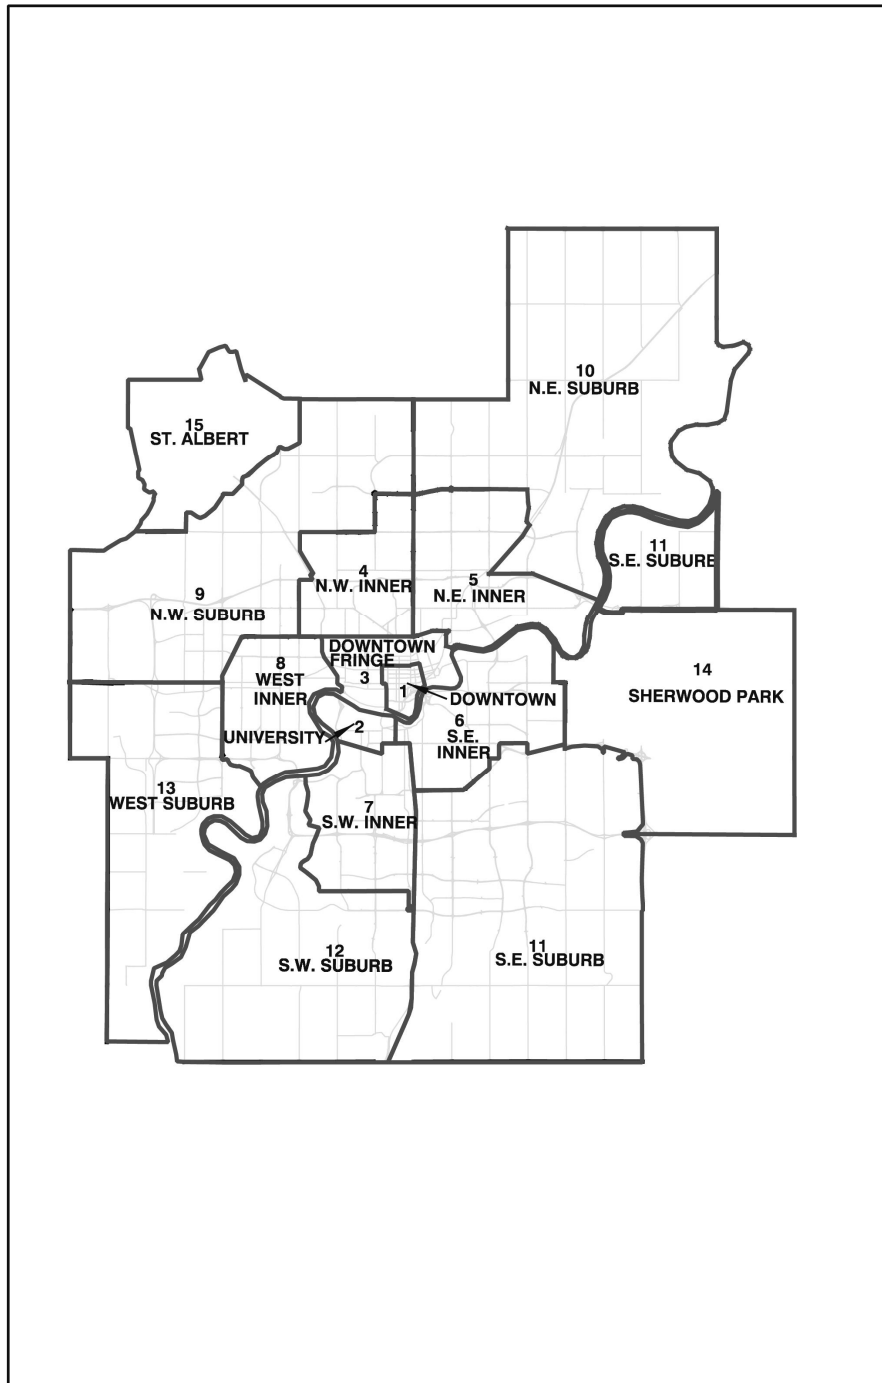 10
N.E. SUBURB
15
ST. ALBERT
11
S.E. SUBURB
4
N.W. INNER
5
N.E. INNER
9
N.W. SUBURB
DOWNTOWN
FRINGE
3
8
WEST
INNER
14
SHERWOOD PARK
1
DOWNTOWN
6
S.E.
INNER
UNIVERSITY
2
13
WEST SUBURB
7
S.W. INNER
12
S.W. SUBURB
11
S.E. SUBURB